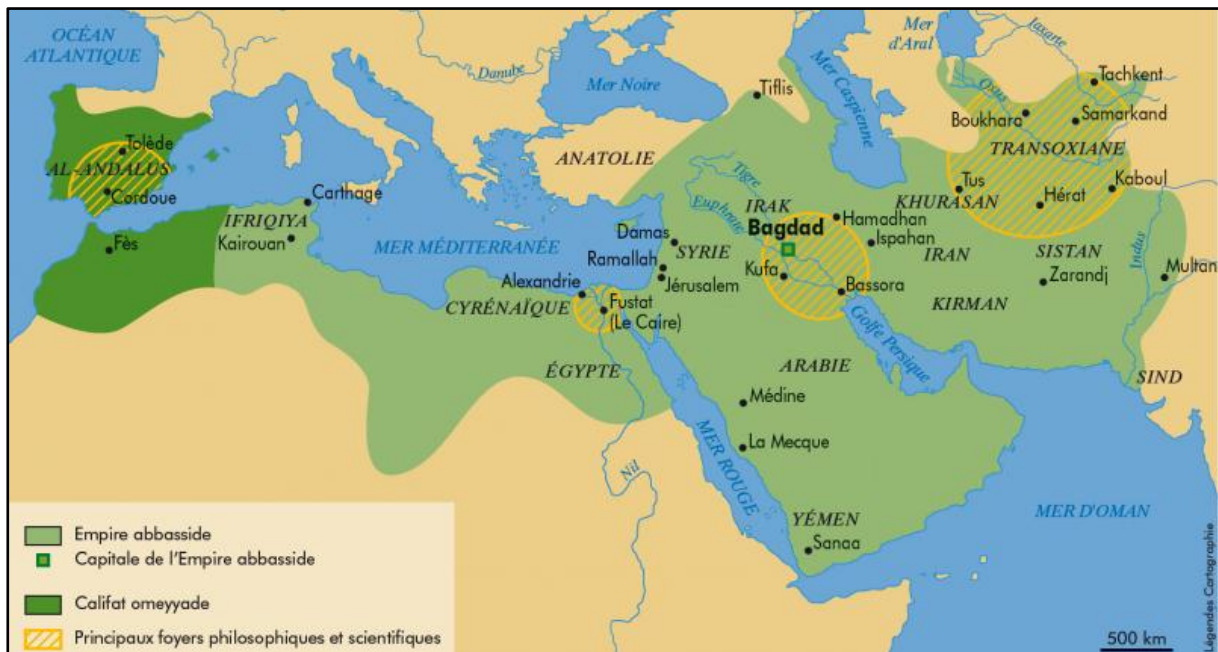 OCÉAN
ATLANTIQUE
Danube
Mer Noire
Mer Caspienne
Mer
d'Aral
Iaxarte
Oxus
Tiflis
Tachkent
Boukhara
Samarkand
TRANSOXIANE
Tolède
AL-ANDALUS
Cordoue
ANATOLIE
Carthage
IFRIQIYA
Kairouan
Fès
MER MÉDITERRANÉE
Tigre
Euphrate
IRAK
Bagdad
Hamadhan
Ispahan
Tus
KHURASAN
Hérat
Kaboul
Damas
SYRIE
Ramallah
Jérusalem
Kufa
Bassora
IRAN
SISTAN
Zarandj
Indus
Multan
KIRMAN
Alexandrie
CYRÉNAÏQUE
Fustat
(Le Caire)
Golfe Persique
ÉGYPTE
ARABIE
SIND
Médine
La Mecque
MER ROUGE
Nil
YÉMEN
Sanaa
MER D'OMAN
Empire abbasside
Capitale de l'Empire abbasside
Califat omeyyade
Principaux foyers philosophiques et scientifiques
500 km
Légendes Cartographie